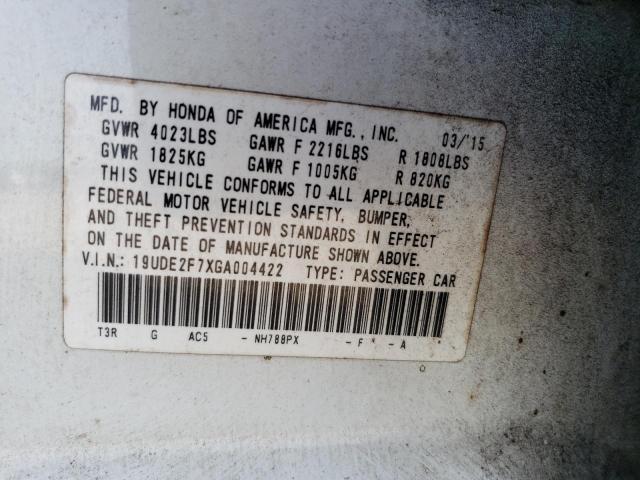 MFD. BY HONDA OF AMERICA MFG., INC. 03/'15
GVWR 4023LBS GAWR F 2216LBS R 1808LBS
GVWR 1825KG GAWR F 1005KG R 820KG
THIS VEHICLE CONFORMS TO ALL APPLICABLE
FEDERAL MOTOR VEHICLE SAFETY, BUMPER,
AND THEFT PREVENTION STANDARDS IN EFFECT
ON THE DATE OF MANUFACTURE SHOWN ABOVE.
V.I.N.: 19UDE2F7XGA004422 TYPE: PASSENGER CAR
T3R G AC5 - NH788PX - F * - A *